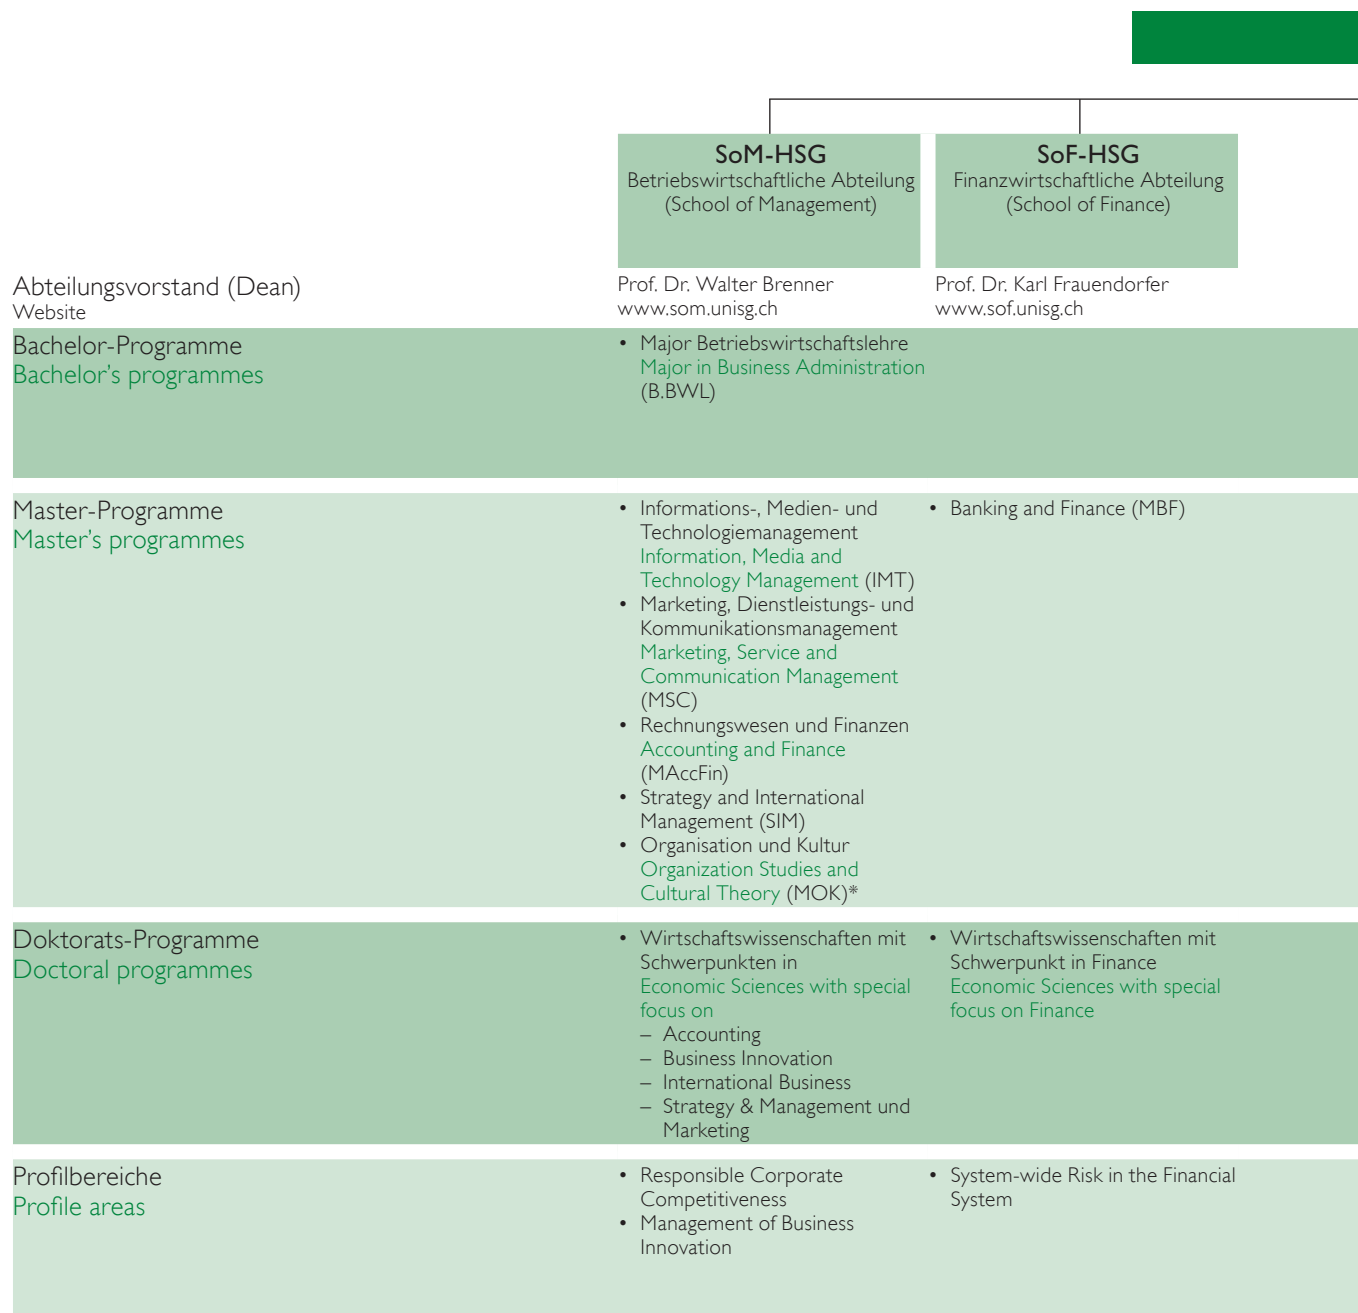 SoM-HSG
Betriebswirtschaftliche Abteilung
(School of Management)
SoF-HSG
Finanzwirtschaftliche Abteilung
(School of Finance)
Abteilungsvorstand (Dean)
Website
Prof. Dr. Walter Brenner
www.som.unisg.ch
Prof. Dr. Karl Frauendorfer
www.sof.unisg.ch
Bachelor-Programme
Bachelor's programmes
• Major Betriebswirtschaftslehre
Major in Business Administration
(B.BWL)
Master-Programme
Master's programmes
• Informations-, Medien- und
Technologiemanagement
Information, Media and
Technology Management (IMT)
• Marketing, Dienstleistungs- und
Kommunikationsmanagement
Marketing, Service and
Communication Management
(MSC)
• Rechnungswesen und Finanzen
Accounting and Finance
(MAccFin)
• Strategy and International
Management (SIM)
• Organisation und Kultur
Organization Studies and
Cultural Theory (MOK)*
• Banking and Finance (MBF)
Doktorats-Programme
Doctoral programmes
• Wirtschaftswissenschaften mit
Schwerpunkten in
Economic Sciences with special
focus on
– Accounting
– Business Innovation
– International Business
– Strategy & Management und
Marketing
• Wirtschaftswissenschaften mit
Schwerpunkt in Finance
Economic Sciences with special
focus on Finance
Profilbereiche
Profile areas
• Responsible Corporate
Competitiveness
• Management of Business
Innovation
• System-wide Risk in the Financial
System